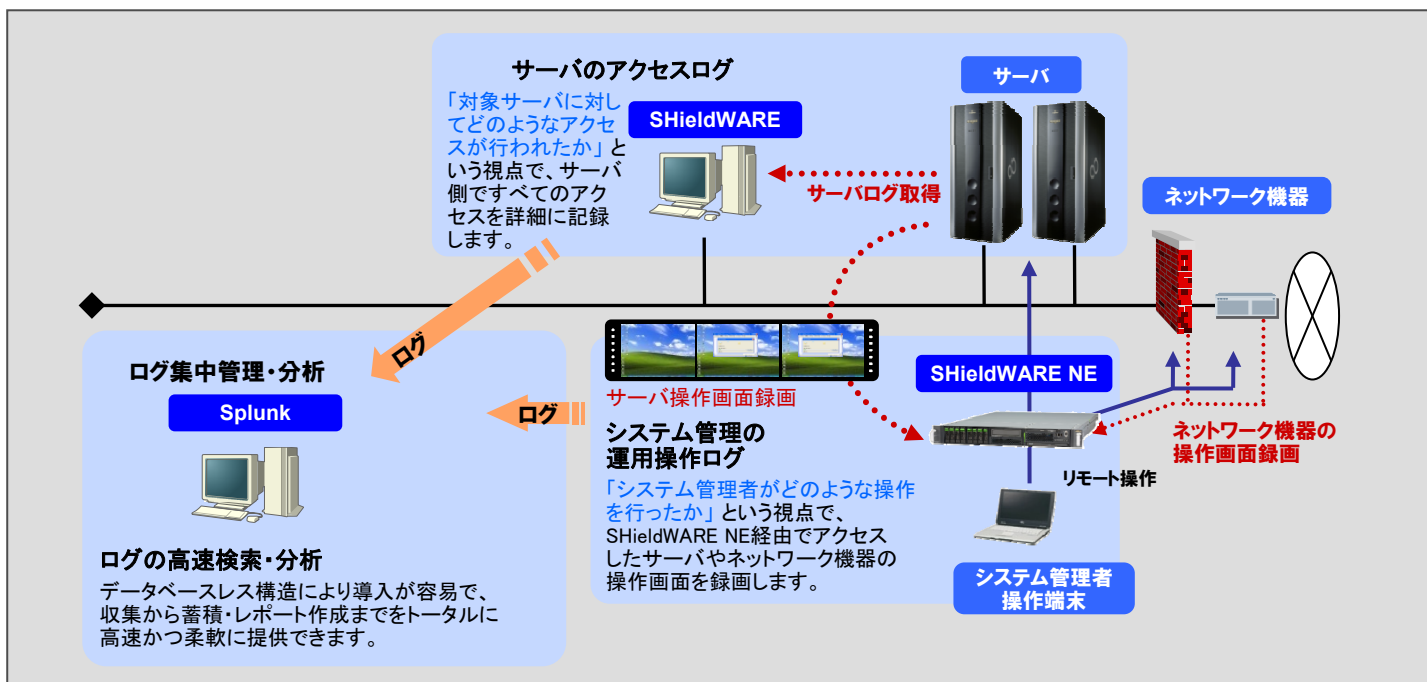 サーバのアクセスログ
「対象サーバに対し
てどのようなアクセ
スが行われたか」と
いう視点で、サーバ
側ですべてのアク
セスを詳細に記録
します。
SHieldWARE
サーバ
サーバログ取得
ネットワーク機器
ログ
ログ集中管理・分析
Splunk
ログの高速検索・分析
データベースレス構造により導入が容易で、
収集から蓄積・レポート作成までをトータルに
高速かつ柔軟に提供できます。
ログ
サーバ操作画面録画
システム管理の
運用操作ログ
「システム管理者がどのような操作
を行ったか」という視点で、
SHieldWARE NE経由でアクセス
したサーバやネットワーク機器の
操作画面を録画します。
SHieldWARE NE
リモート操作
ネットワーク機器の
操作画面録画
システム管理者
操作端末